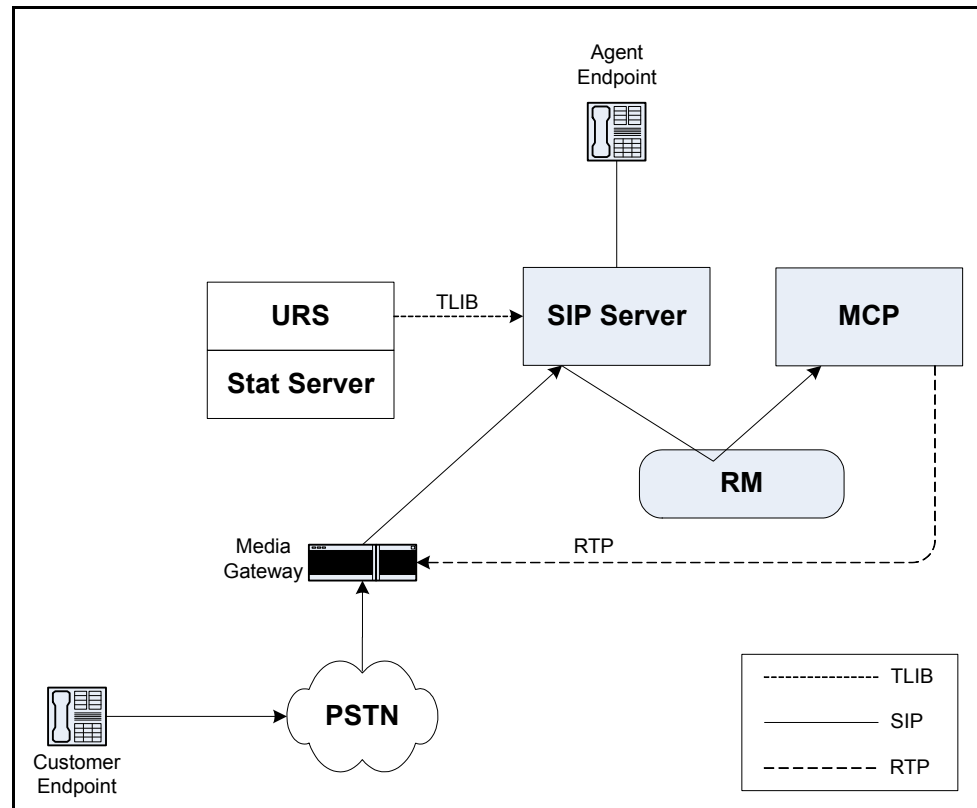 Agent
Endpoint
URS
TLIB
SIP Server
MCP
Stat Server
RM
Media
Gateway
RTP
PSTN
Customer
Endpoint
TLIB
SIP
RTP